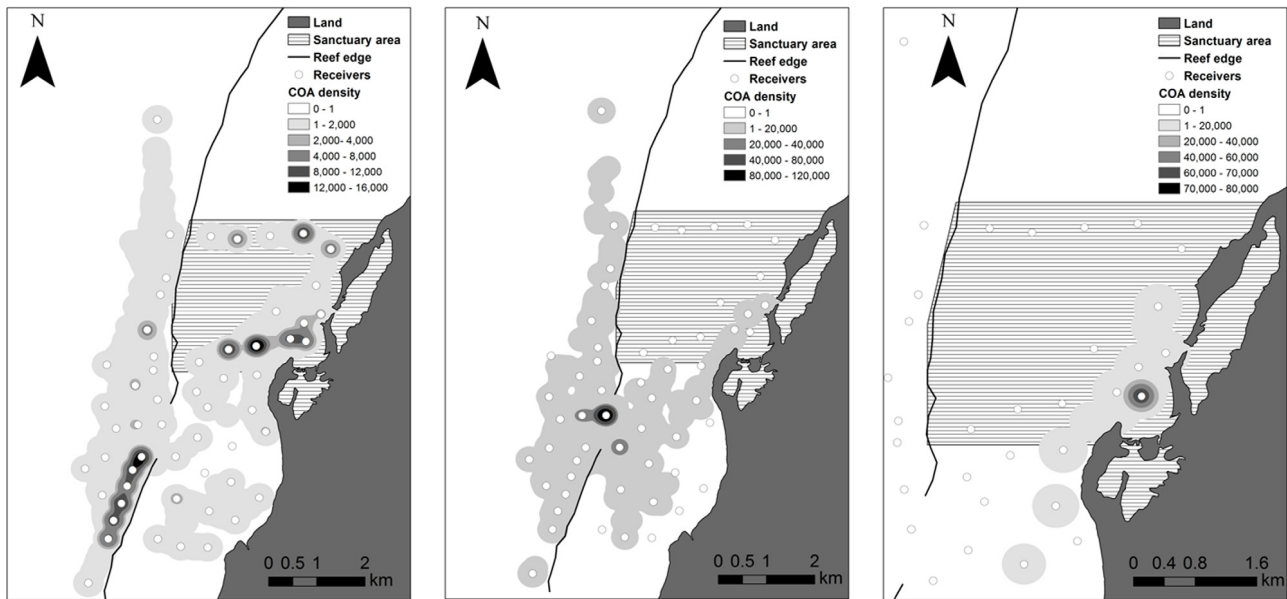 N
Land
Sanctuary area
Reef edge
Receivers
COA density
0 - 1
1 - 2,000
2,000- 4,000
4,000 - 8,000
8,000 - 12,000
12,000 - 16,000
0 0.5 1 2
km
N
Land
Sanctuary area
Reef edge
Receivers
COA density
0 - 1
1 - 20,000
20,000 - 40,000
40,000 - 80,000
80,000 - 120,000
0 0.5 1 2
km
N
Land
Sanctuary area
Reef edge
Receivers
COA density
0 - 1
1 - 20,000
20,000 - 40,000
40,000 - 60,000
60,000 - 70,000
70,000 - 80,000
0 0.4 0.8 1.6
km